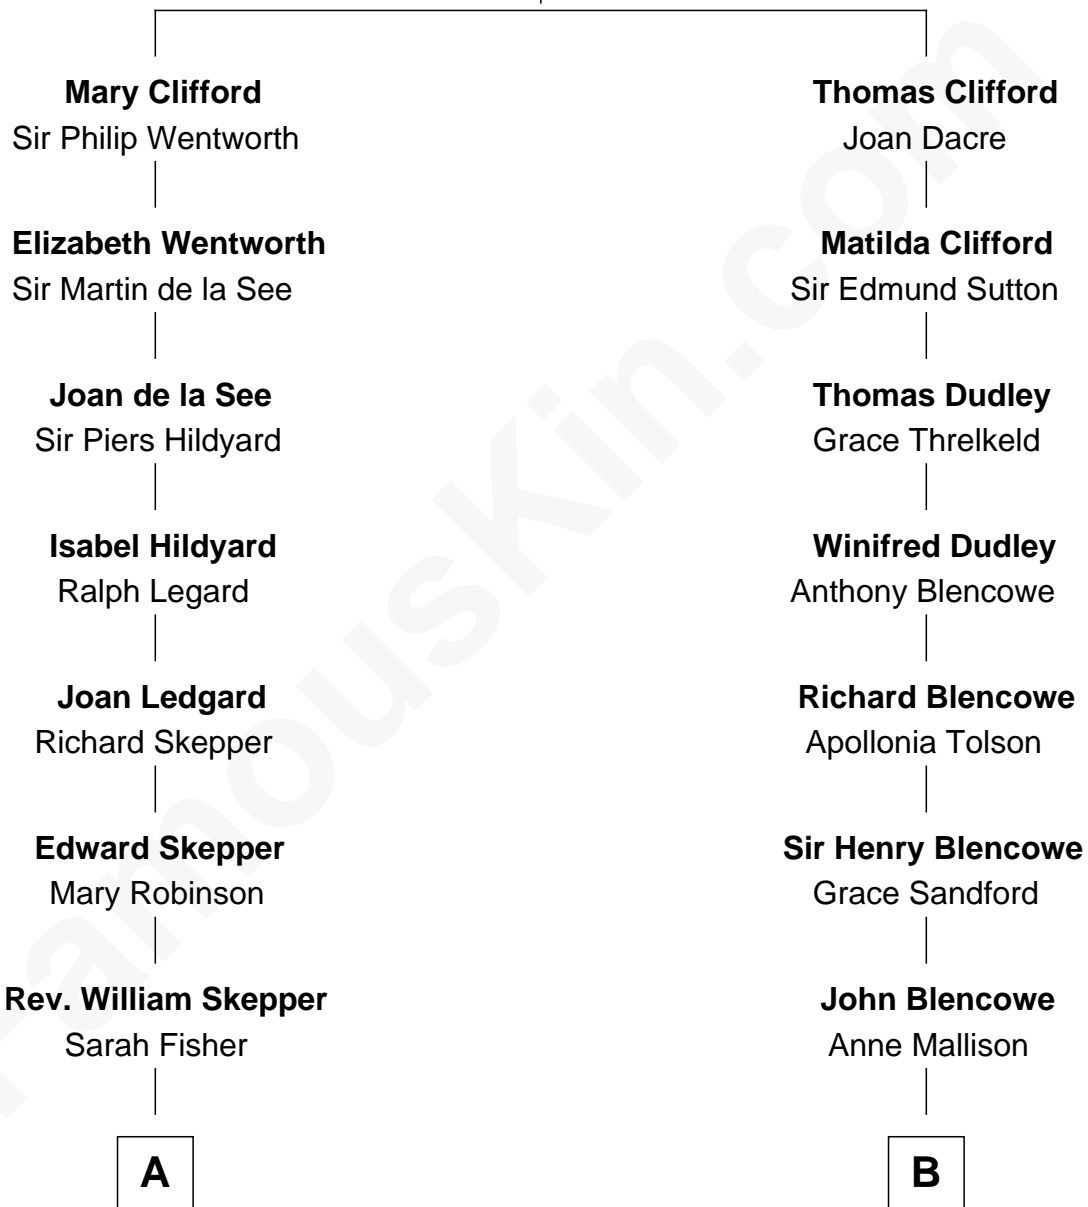 Mary Clifford
Sir Philip Wentworth
Elizabeth Wentworth
Sir Martin de la See
Joan de la See
Sir Piers Hildyard
Isabel Hildyard
Ralph Legard
Joan Ledgard
Richard Skepper
Edward Skepper
Mary Robinson
Rev. William Skepper
Sarah Fisher
A
Thomas Clifford
Joan Dacre
Matilda Clifford
Sir Edmund Sutton
Thomas Dudley
Grace Threlkeld
Winifred Dudley
Anthony Blencowe
Richard Blencowe
Apollonia Tolson
Sir Henry Blencowe
Grace Sandford
John Blencowe
Anne Mallison
B
FamousKin.com